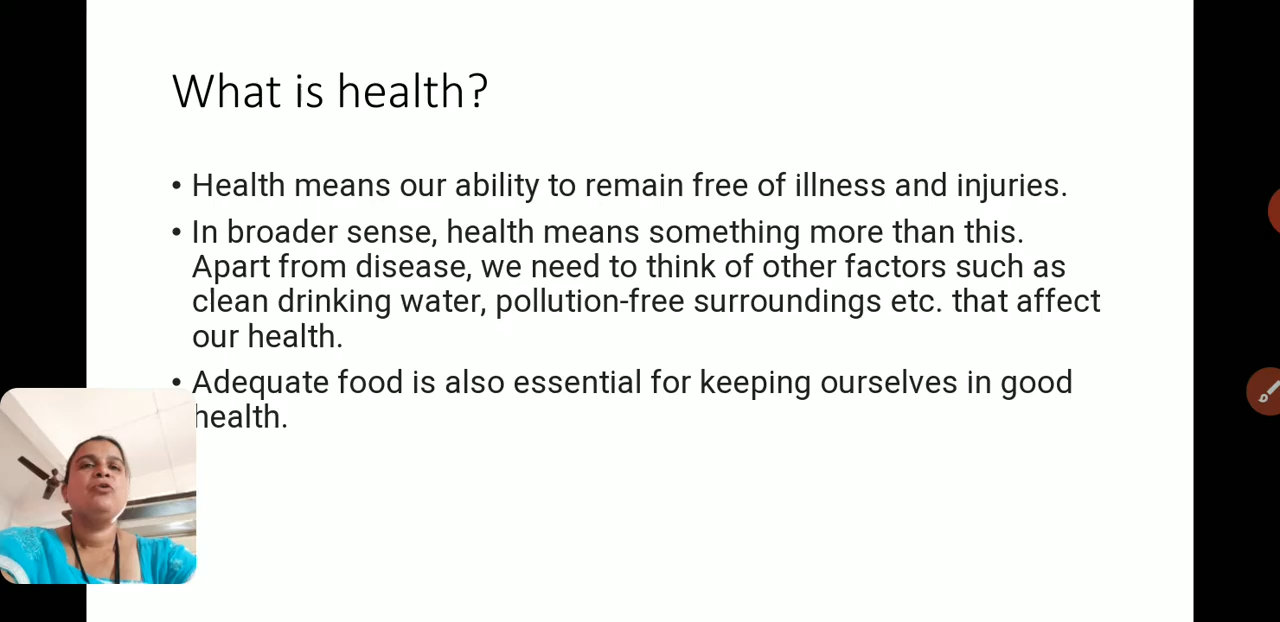 What is health?
• Health means our ability to remain free of illness and injuries.
• In broader sense, health means something more than this.
Apart from disease, we need to think of other factors such as
clean drinking water, pollution-free surroundings etc. that affect
our health.
• Adequate food is also essential for keeping ourselves in good
health.